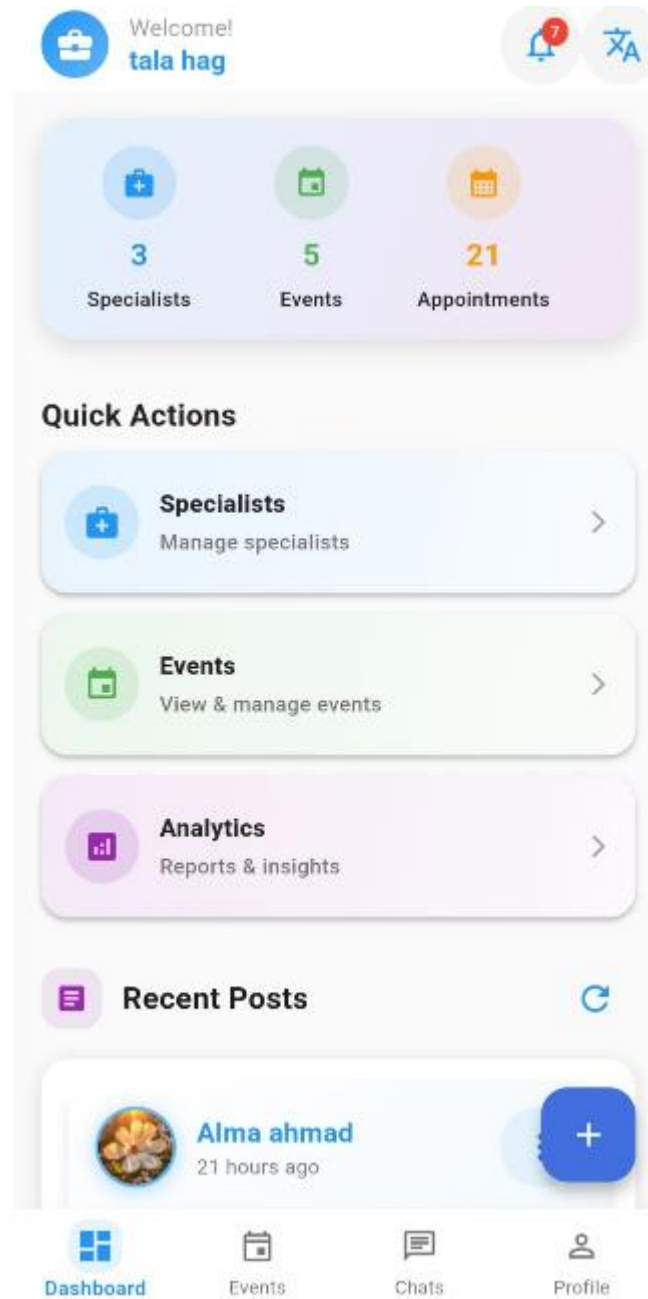 Welcome!
tala hag
7
3
Specialists
5
Events
21
Appointments
Quick Actions
Specialists
Manage specialists
Events
View & manage events
Analytics
Reports & insights
Recent Posts
Alma ahmad
21 hours ago
+
Dashboard
Events
Chats
Profile